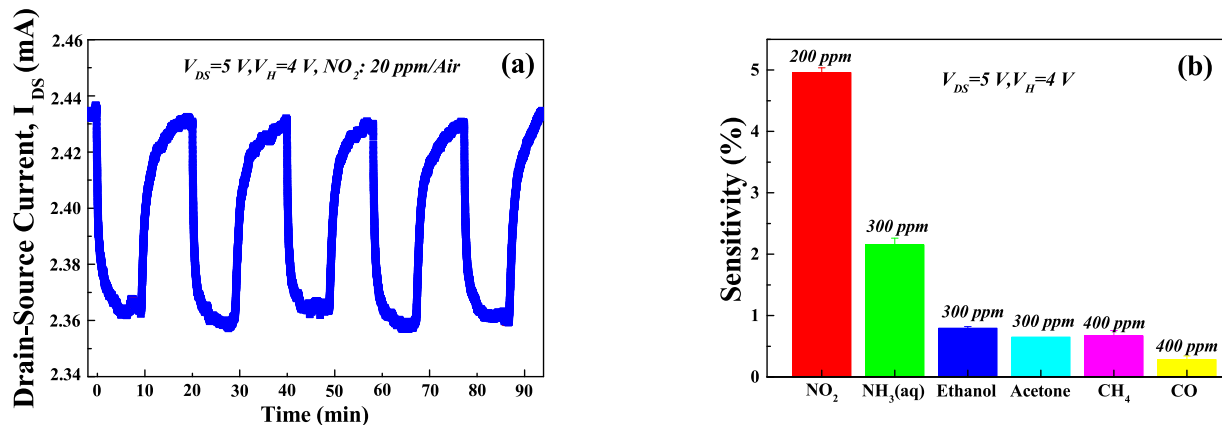 2.46
2.44
2.42
2.40
2.38
2.36
2.34
Drain-Source Current, I_DS (mA)
V_DS=5 V,V_H=4 V, NO_2: 20 ppm/Air
(a)
0 10 20 30 40 50 60 70 80 90
Time (min)
5
4
3
2
1
0
Sensitivity (%)
V_DS=5 V,V_H=4 V
(b)
200 ppm
300 ppm
300 ppm
300 ppm
400 ppm
400 ppm
NO₂ NH₃(aq) Ethanol Acetone CH₄ CO